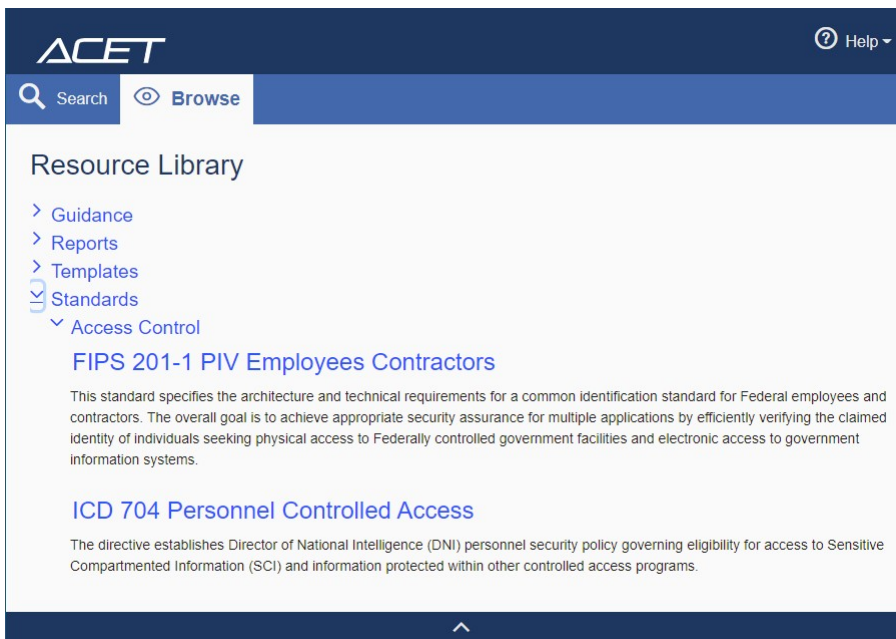 ACET
Help
Search
Browse
Resource Library
Guidance
Reports
Templates
Standards
Access Control
FIPS 201-1 PIV Employees Contractors
This standard specifies the architecture and technical requirements for a common identification standard for Federal employees and
contractors. The overall goal is to achieve appropriate security assurance for multiple applications by efficiently verifying the claimed
identity of individuals seeking physical access to Federally controlled government facilities and electronic access to government
information systems.
ICD 704 Personnel Controlled Access
The directive establishes Director of National Intelligence (DNI) personnel security policy governing eligibility for access to Sensitive
Compartmented Information (SCI) and information protected within other controlled access programs.